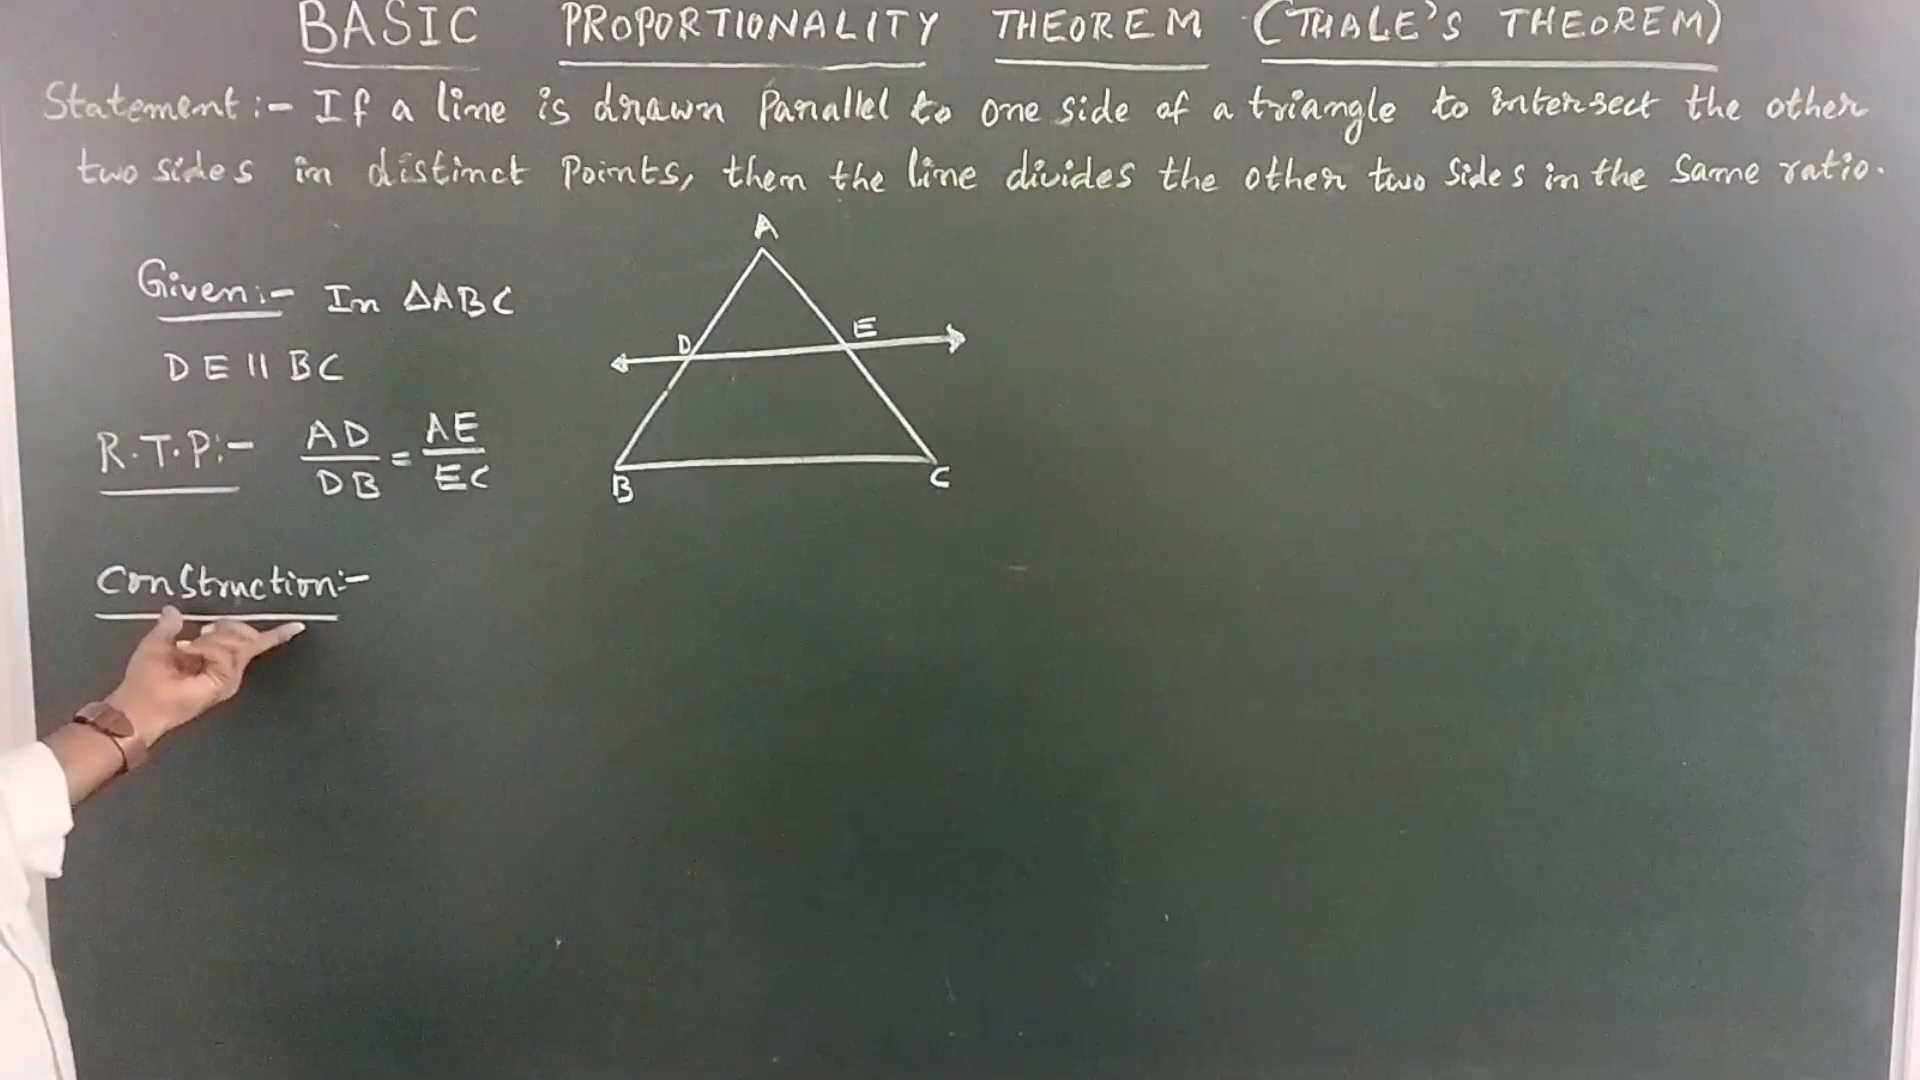 BASIC PROPORTIONALITY THEOREM (THALE'S THEOREM)
Statement:- If a line is drawn Parallel to one side of a triangle to intersect the other
two sides in distinct Points, then the line divides the other two sides in the same ratio.
Given:- In △ABC
DE || BC
R.T.P:- AD/DB = AE/EC
Construction:-
A
D
E
B
C